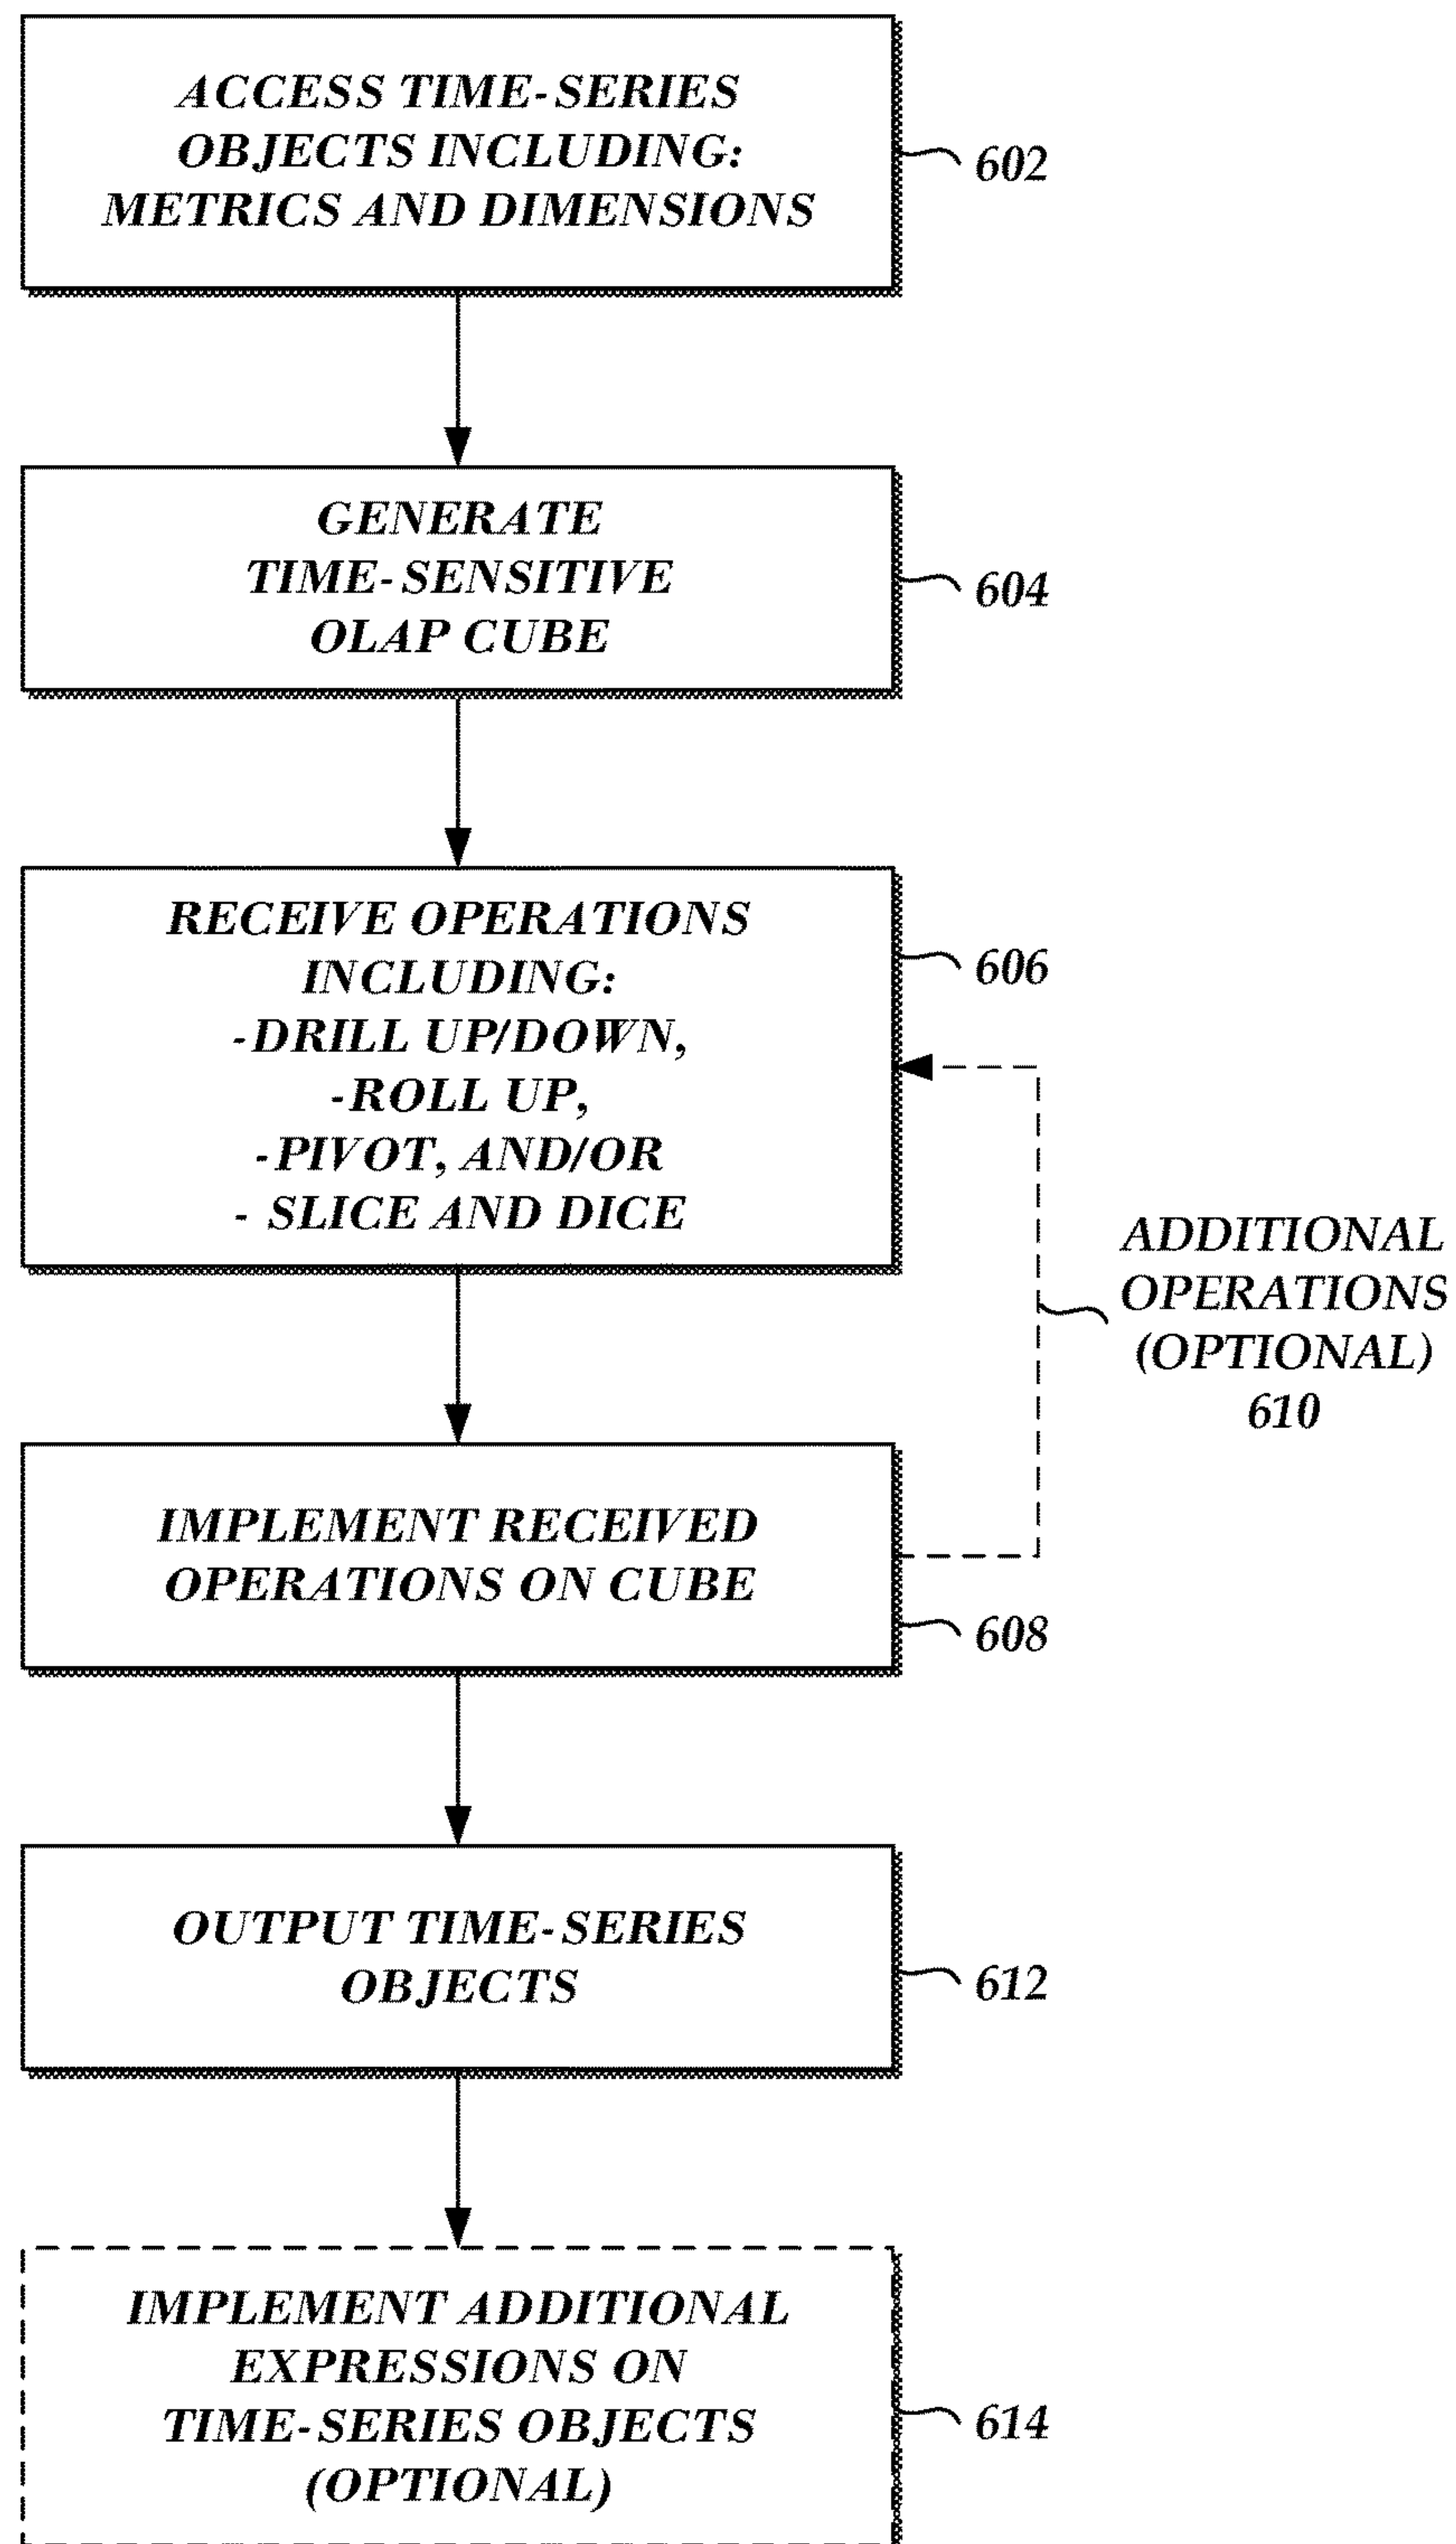 ACCESS TIME-SERIES
OBJECTS INCLUDING:
METRICS AND DIMENSIONS
602
GENERATE
TIME-SENSITIVE
OLAP CUBE
604
RECEIVE OPERATIONS
INCLUDING:
-DRILL UP/DOWN,
-ROLL UP,
-PIVOT, AND/OR
- SLICE AND DICE
606
ADDITIONAL
OPERATIONS
(OPTIONAL)
610
IMPLEMENT RECEIVED
OPERATIONS ON CUBE
608
OUTPUT TIME-SERIES
OBJECTS
612
IMPLEMENT ADDITIONAL
EXPRESSIONS ON
TIME-SERIES OBJECTS
(OPTIONAL)
614